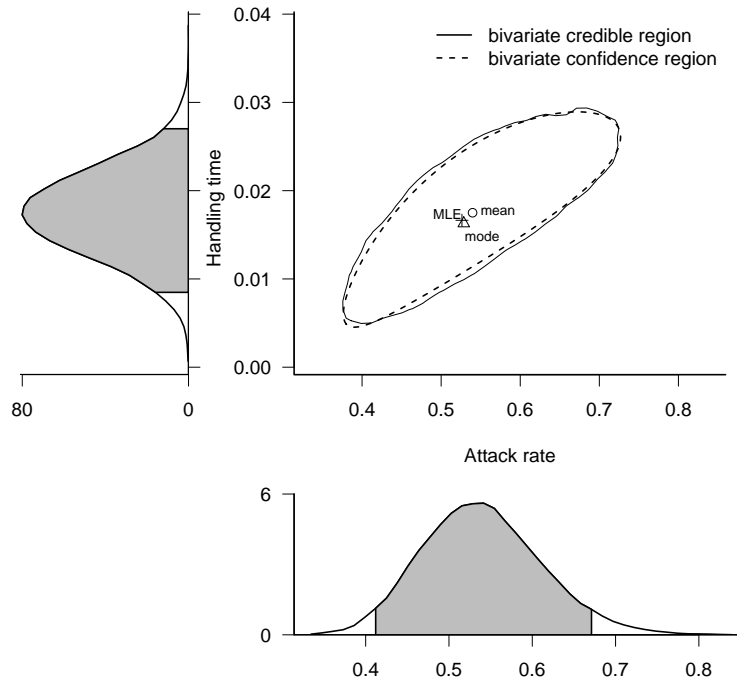 0.04
bivariate credible region
bivariate confidence region
0.03
Handling time
0.02
MLE
mean
mode
0.01
0.00
80
0
0.4
0.5
0.6
0.7
0.8
Attack rate
6
0
0.4
0.5
0.6
0.7
0.8